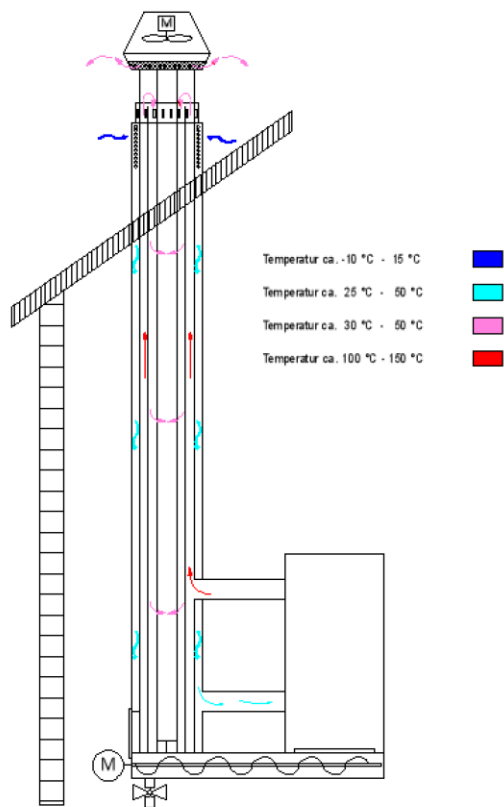 M
Temperatur ca. -10 °C - 15 °C
Temperatur ca. 25 °C - 50 °C
Temperatur ca. 30 °C - 50 °C
Temperatur ca. 100 °C - 150 °C
M